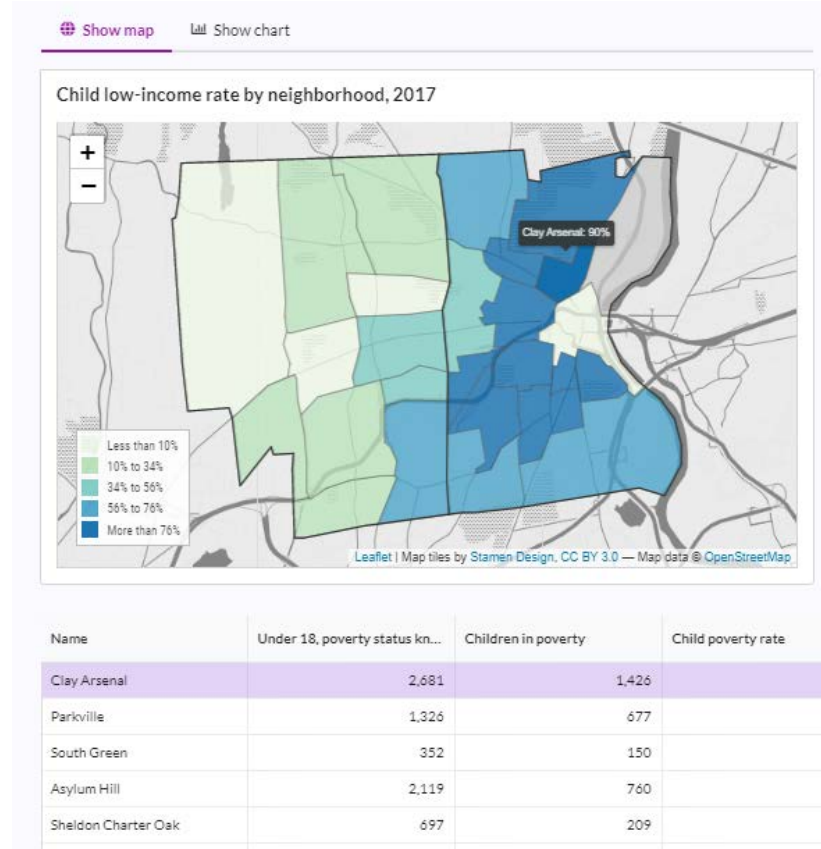 Show map Show chart
Child low-income rate by neighborhood, 2017
+
−
Clay Arsenal: 90%
Less than 10%
10% to 34%
34% to 56%
56% to 76%
More than 76%
Leaflet | Map tiles by Stamen Design, CC BY 3.0 — Map data © OpenStreetMap
Name Under 18, poverty status kn... Children in poverty Child poverty rate
Clay Arsenal 2,681 1,426
Parkville 1,326 677
South Green 352 150
Asylum Hill 2,119 760
Sheldon Charter Oak 697 209